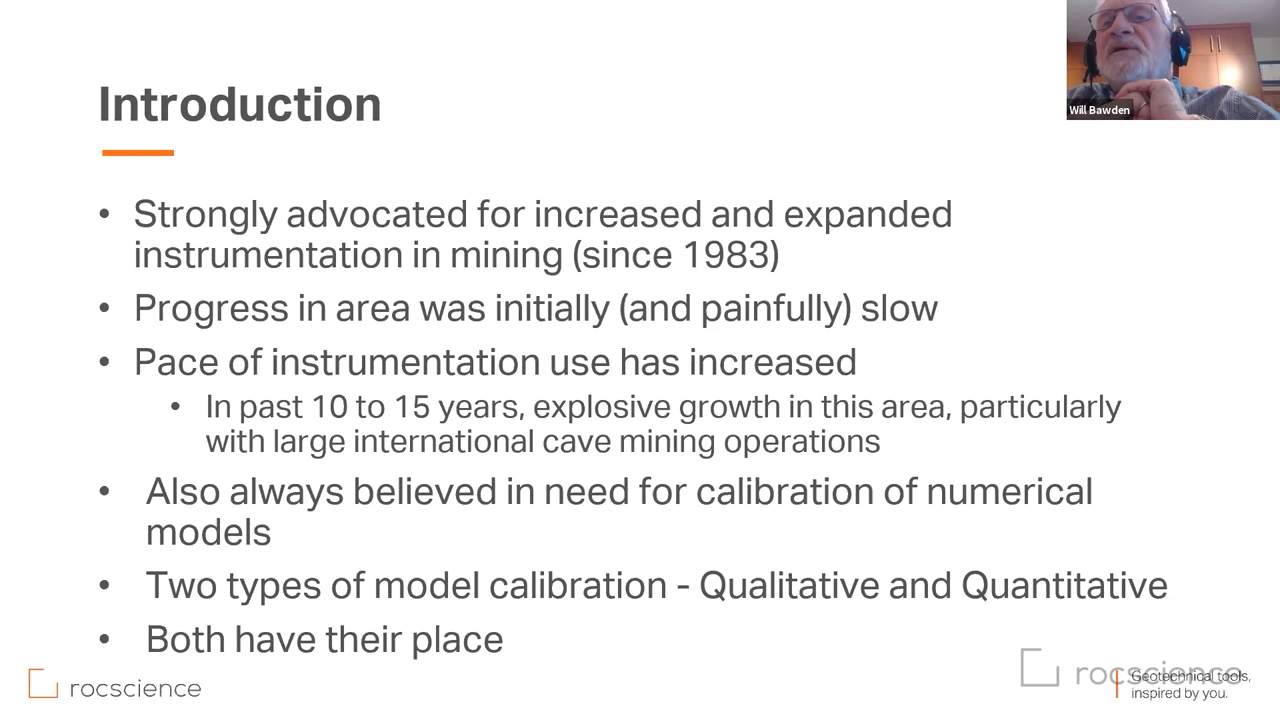 Introduction
Will Bawden
• Strongly advocated for increased and expanded
instrumentation in mining (since 1983)
• Progress in area was initially (and painfully) slow
• Pace of instrumentation use has increased
• In past 10 to 15 years, explosive growth in this area, particularly
with large international cave mining operations
• Also always believed in need for calibration of numerical
models
• Two types of model calibration - Qualitative and Quantitative
• Both have their place
rocscience
rocscience
Geotechnical tools,
inspired by you.